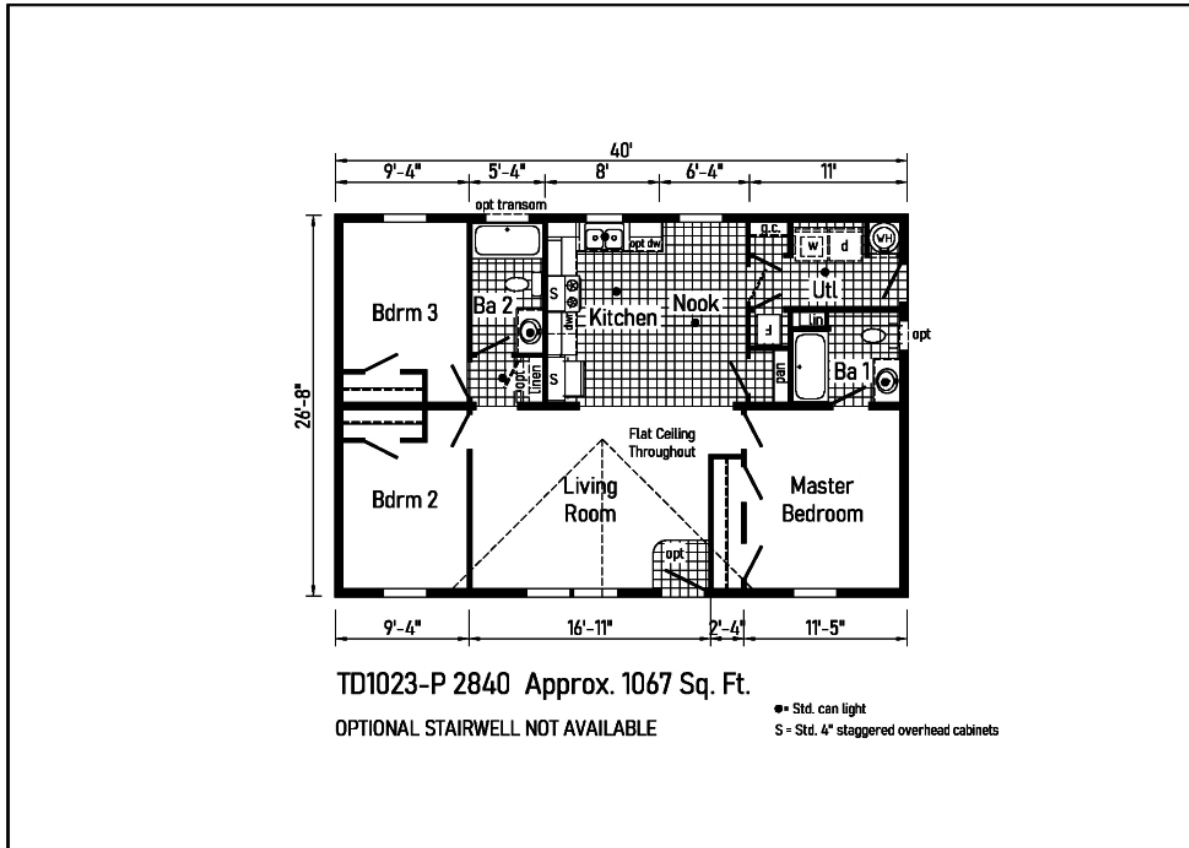 40'
9'-4" 5'-4" 8' 6'-4" 11'
opt transom
g.c.
w d WH
opt dw
S
Bdrm 3
Ba 2
Kitchen
Nook
Utl
dwr
F
lin
opt
S
opt linen
pan
Ba 1
26'-8"
Flat Ceiling
Throughout
Bdrm 2
Living
Room
Master
Bedroom
opt
9'-4" 16'-11" 2'-4" 11'-5"
TD1023-P 2840 Approx. 1067 Sq. Ft.
OPTIONAL STAIRWELL NOT AVAILABLE
●= Std. can light
S = Std. 4" staggered overhead cabinets